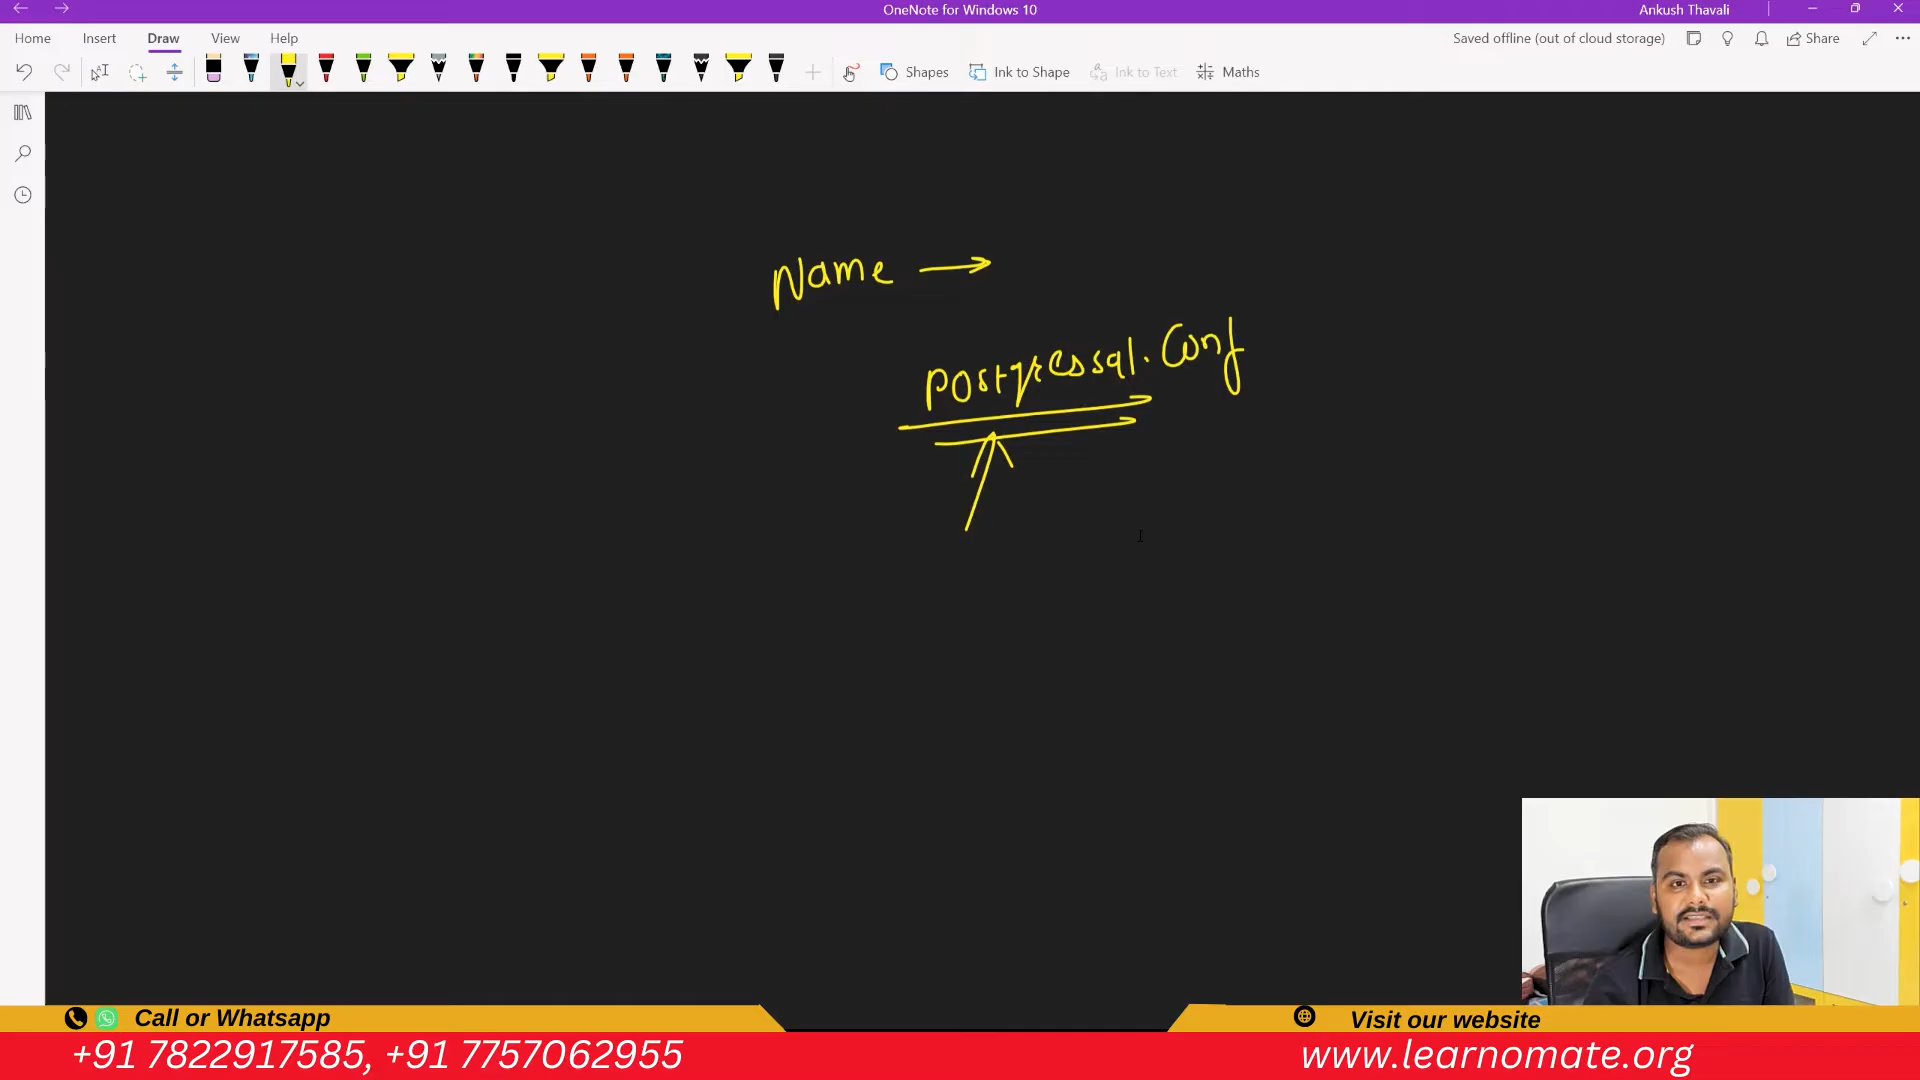 OneNote for Windows 10
Ankush Thavali
Home Insert Draw View Help
Saved offline (out of cloud storage) Share
Shapes Ink to Shape Ink to Text Maths
Name →
Postgressql.Conf
Call or Whatsapp
+91 7822917585, +91 7757062955
Visit our website
www.learnomate.org